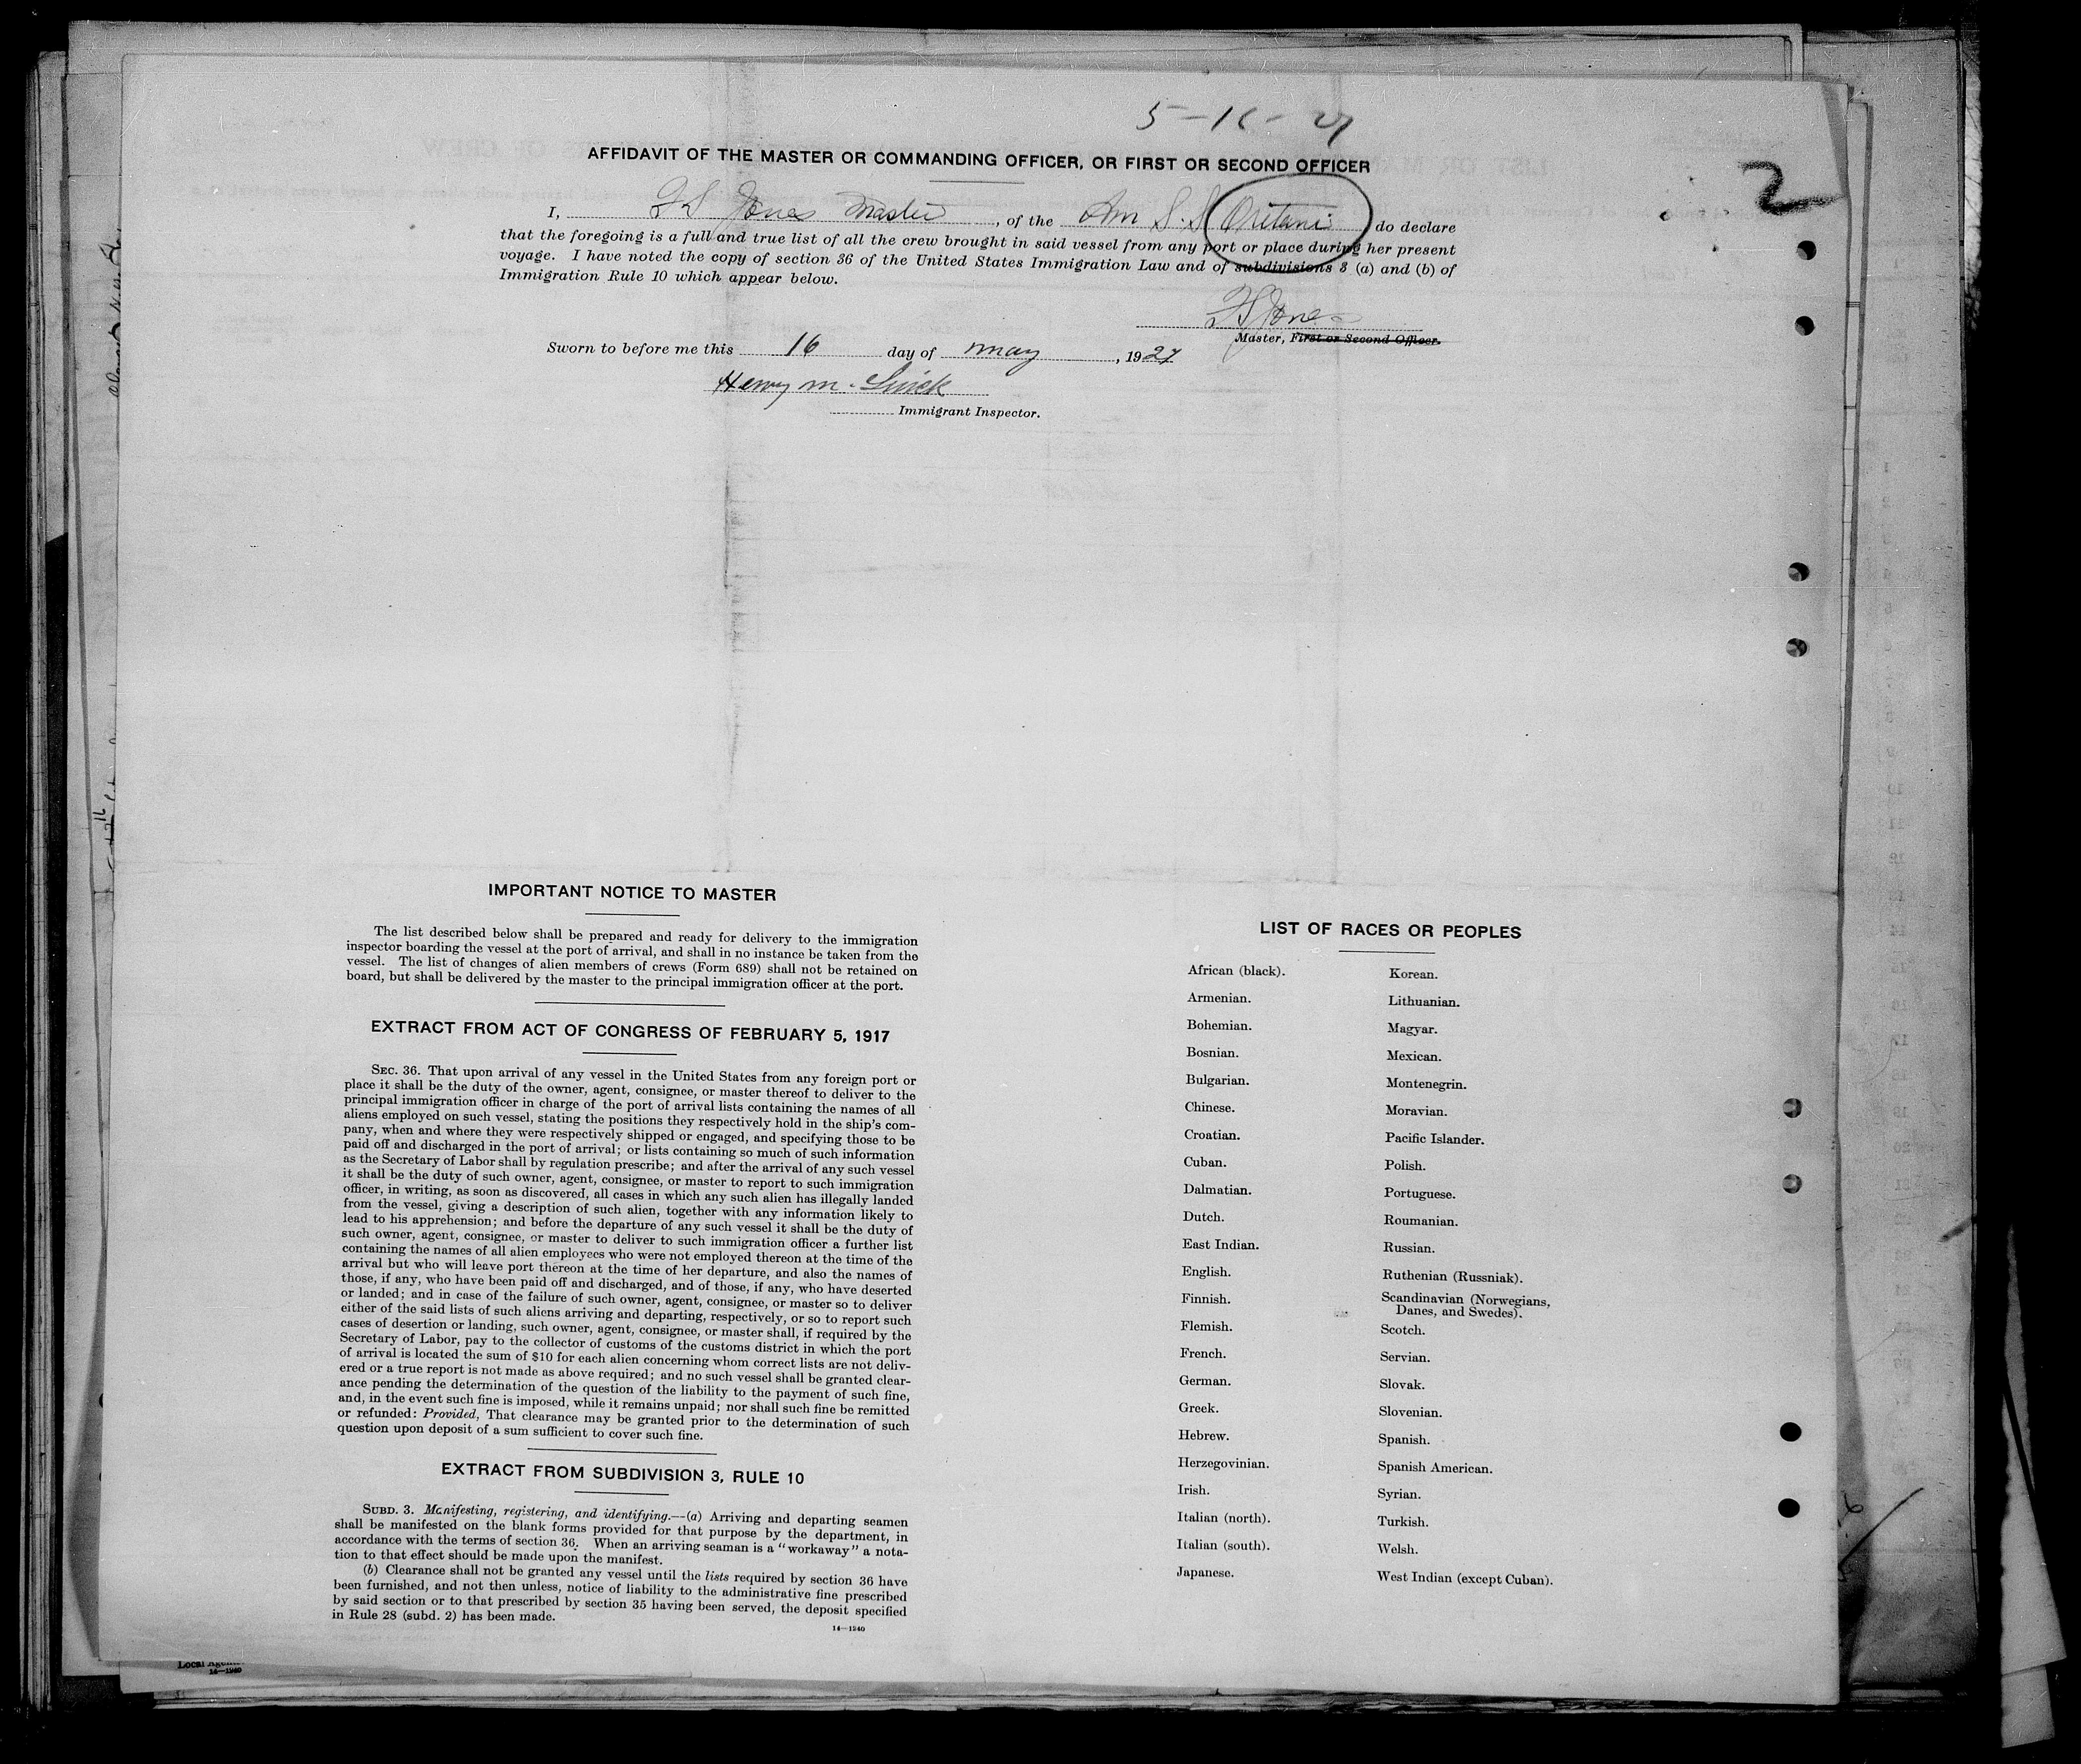 5-16-27
AFFIDAVIT OF THE MASTER OR COMMANDING OFFICER, OR FIRST OR SECOND OFFICER
2
I, Jones Master, of the Am S.S. Oritani do declare
that the foregoing is a full and true list of all the crew brought in said vessel from any port or place during her present
voyage. I have noted the copy of section 36 of the United States Immigration Law and of subdivisions 3 (a) and (b) of
Immigration Rule 10 which appear below.
Jones
Master, First or Second Officer.
Sworn to before me this 16 day of May, 1927
Henry M.
Immigrant Inspector.
IMPORTANT NOTICE TO MASTER
The list described below shall be prepared and ready for delivery to the immigration
inspector boarding the vessel at the port of arrival, and shall in no instance be taken from the
vessel. The list of changes of alien members of crews (Form 689) shall not be retained on
board, but shall be delivered by the master to the principal immigration officer at the port.
EXTRACT FROM ACT OF CONGRESS OF FEBRUARY 5, 1917
SEC. 36. That upon arrival of any vessel in the United States from any foreign port or
place it shall be the duty of the owner, agent, consignee, or master thereof to deliver to the
principal immigration officer in charge of the port of arrival lists containing the names of all
aliens employed on such vessel, stating the positions they respectively hold in the ship's com-
pany, when and where they were respectively shipped or engaged, and specifying those to be
paid off and discharged in the port of arrival; or lists containing so much of such information
as the Secretary of Labor shall by regulation prescribe; and after the arrival of any such vessel
it shall be the duty of such owner, agent, consignee, or master to report to such immigration
officer, in writing, as soon as discovered, all cases in which any such alien has illegally landed
from the vessel, giving a description of such alien, together with any information likely to
lead to his apprehension; and before the departure of any such vessel it shall be the duty of
such owner, agent, consignee, or master to deliver to such immigration officer a further list
containing the names of all alien employees who were not employed thereon at the time of the
arrival but who will leave port thereon at the time of her departure, and also the names of
those, if any, who have been paid off and discharged, and of those, if any, who have deserted
or landed; and in case of the failure of such owner, agent, consignee, or master so to deliver
either of the said lists of such aliens arriving and departing, respectively, or so to report such
cases of desertion or landing, such owner, agent, consignee, or master shall, if required by the
Secretary of Labor, pay to the collector of customs of the customs district in which the port
of arrival is located the sum of $10 for each alien concerning whom correct lists are not deliv-
ered or a true report is not made as above required; and no such vessel shall be granted clear-
ance pending the determination of the question of the liability to the payment of such fine,
and, in the event such fine is imposed, while it remains unpaid; nor shall such fine be remitted
or refunded: Provided, That clearance may be granted prior to the determination of such
question upon deposit of a sum sufficient to cover such fine.
EXTRACT FROM SUBDIVISION 3, RULE 10
SUBD. 3. Manifesting, registering, and identifying.—(a) Arriving and departing seamen
shall be manifested on the blank forms provided for that purpose by the department, in
accordance with the terms of section 36. When an arriving seaman is a "workaway" a nota-
tion to that effect should be made upon the manifest.
(b) Clearance shall not be granted any vessel until the lists required by section 36 have
been furnished, and not then unless, notice of liability to the administrative fine prescribed
by said section or to that prescribed by section 35 having been served, the deposit specified
in Rule 28 (subd. 2) has been made.
14—1240
LIST OF RACES OR PEOPLES
African (black).
Armenian.
Bohemian.
Bosnian.
Bulgarian.
Chinese.
Croatian.
Cuban.
Dalmatian.
Dutch.
East Indian.
English.
Finnish.
Flemish.
French.
German.
Greek.
Hebrew.
Herzegovinian.
Irish.
Italian (north).
Italian (south).
Japanese.
Korean.
Lithuanian.
Magyar.
Mexican.
Montenegrin.
Moravian.
Pacific Islander.
Polish.
Portuguese.
Roumanian.
Russian.
Ruthenian (Russniak).
Scandinavian (Norwegians,
Danes, and Swedes).
Scotch.
Servian.
Slovak.
Slovenian.
Spanish.
Spanish American.
Syrian.
Turkish.
Welsh.
West Indian (except Cuban).
Local
14—1240